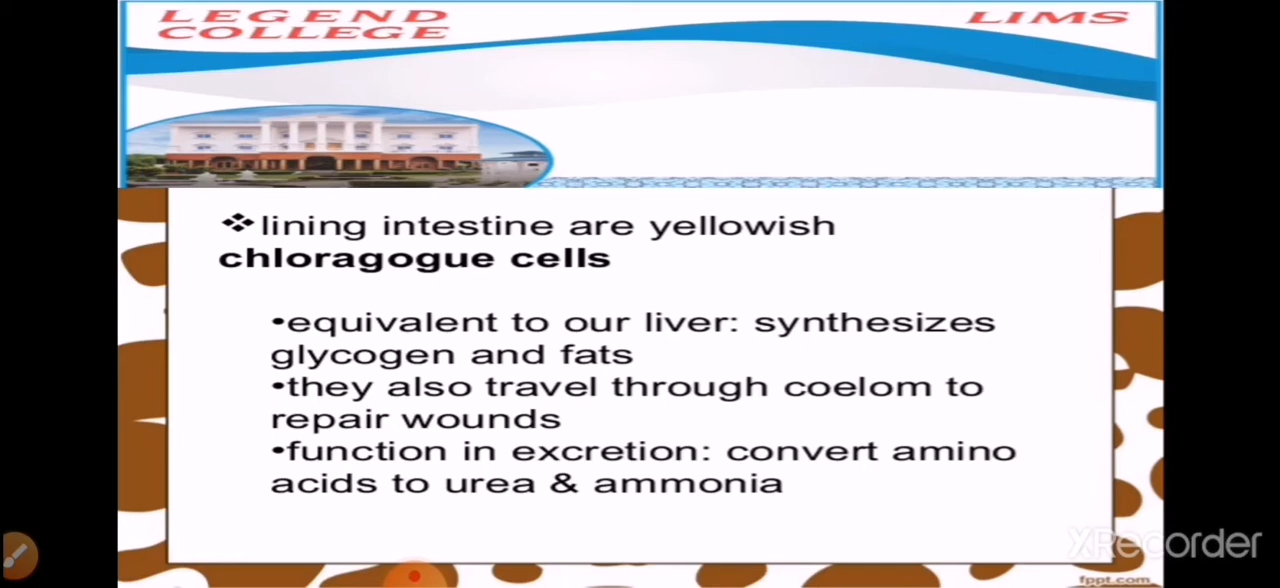 LEGEND
COLLEGE
LIMS
❖lining intestine are yellowish
chloragogue cells
•equivalent to our liver: synthesizes
glycogen and fats
•they also travel through coelom to
repair wounds
•function in excretion: convert amino
acids to urea & ammonia
XRecorder
fppt.com